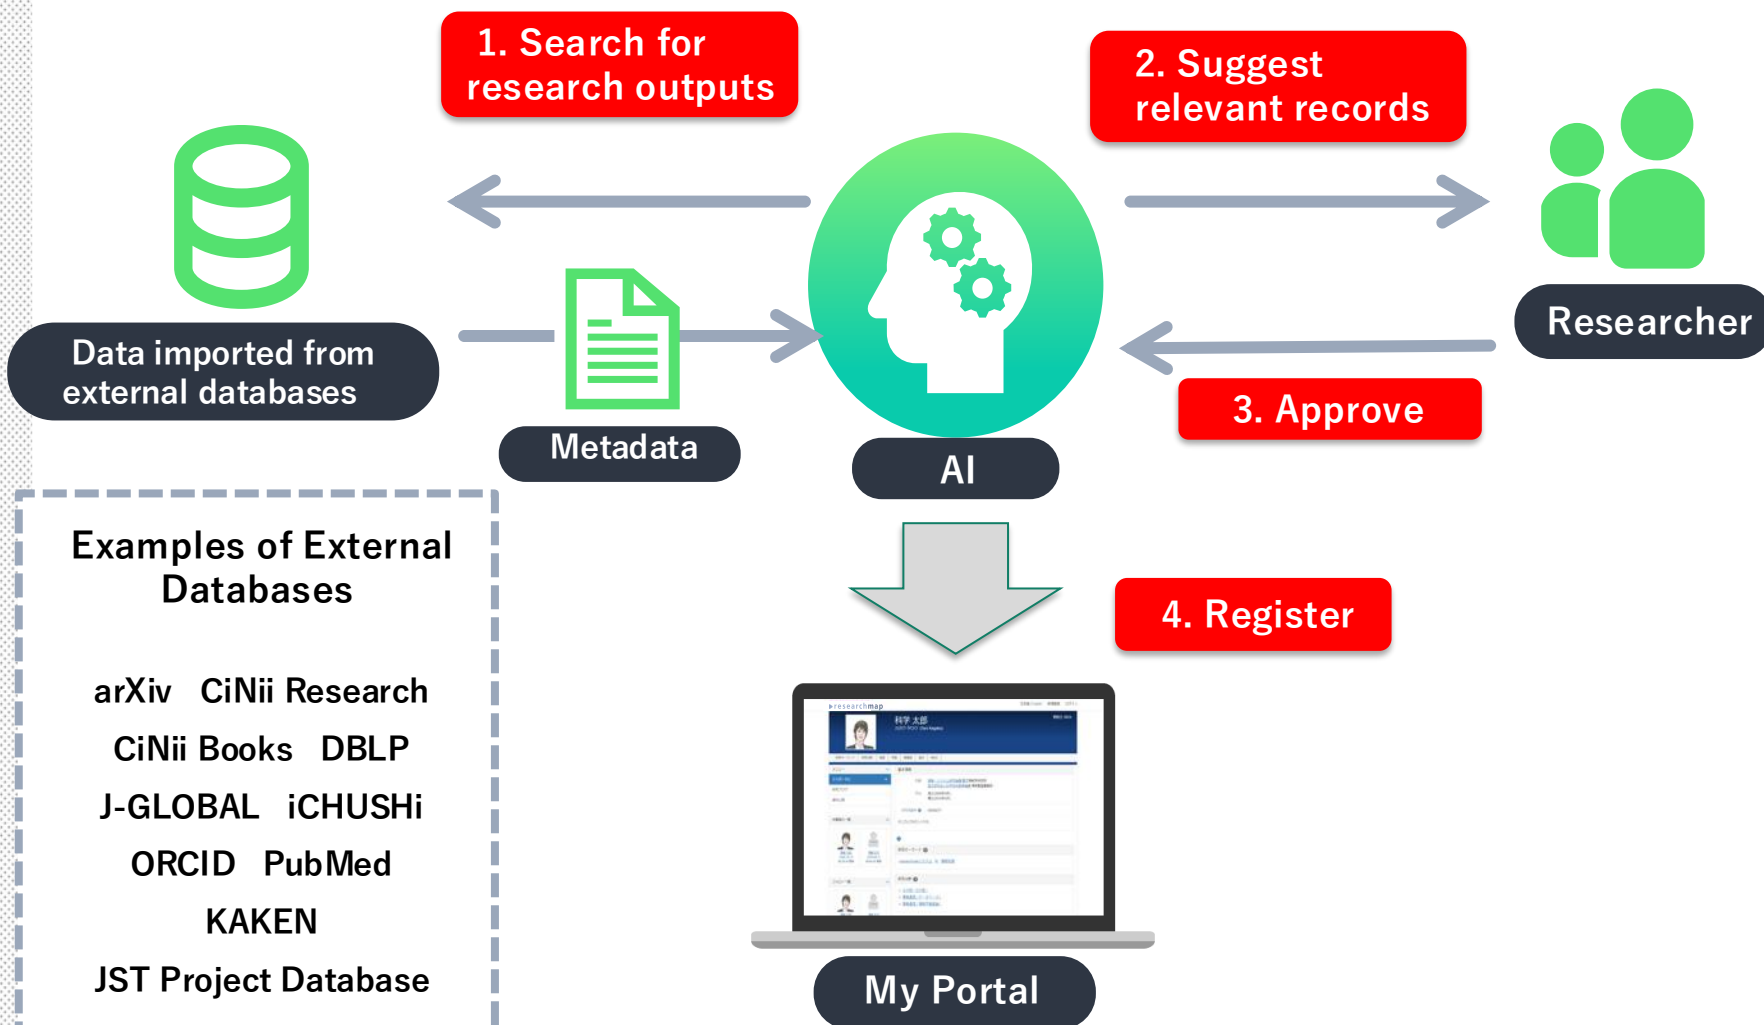 1. Search for
research outputs
2. Suggest
relevant records
Data imported from
external databases
Metadata
AI
Researcher
3. Approve
4. Register
Examples of External
Databases
arXiv CiNii Research
CiNii Books DBLP
J-GLOBAL iCHUSHi
ORCID PubMed
KAKEN
JST Project Database
researchmap
科学 太郎
My Portal